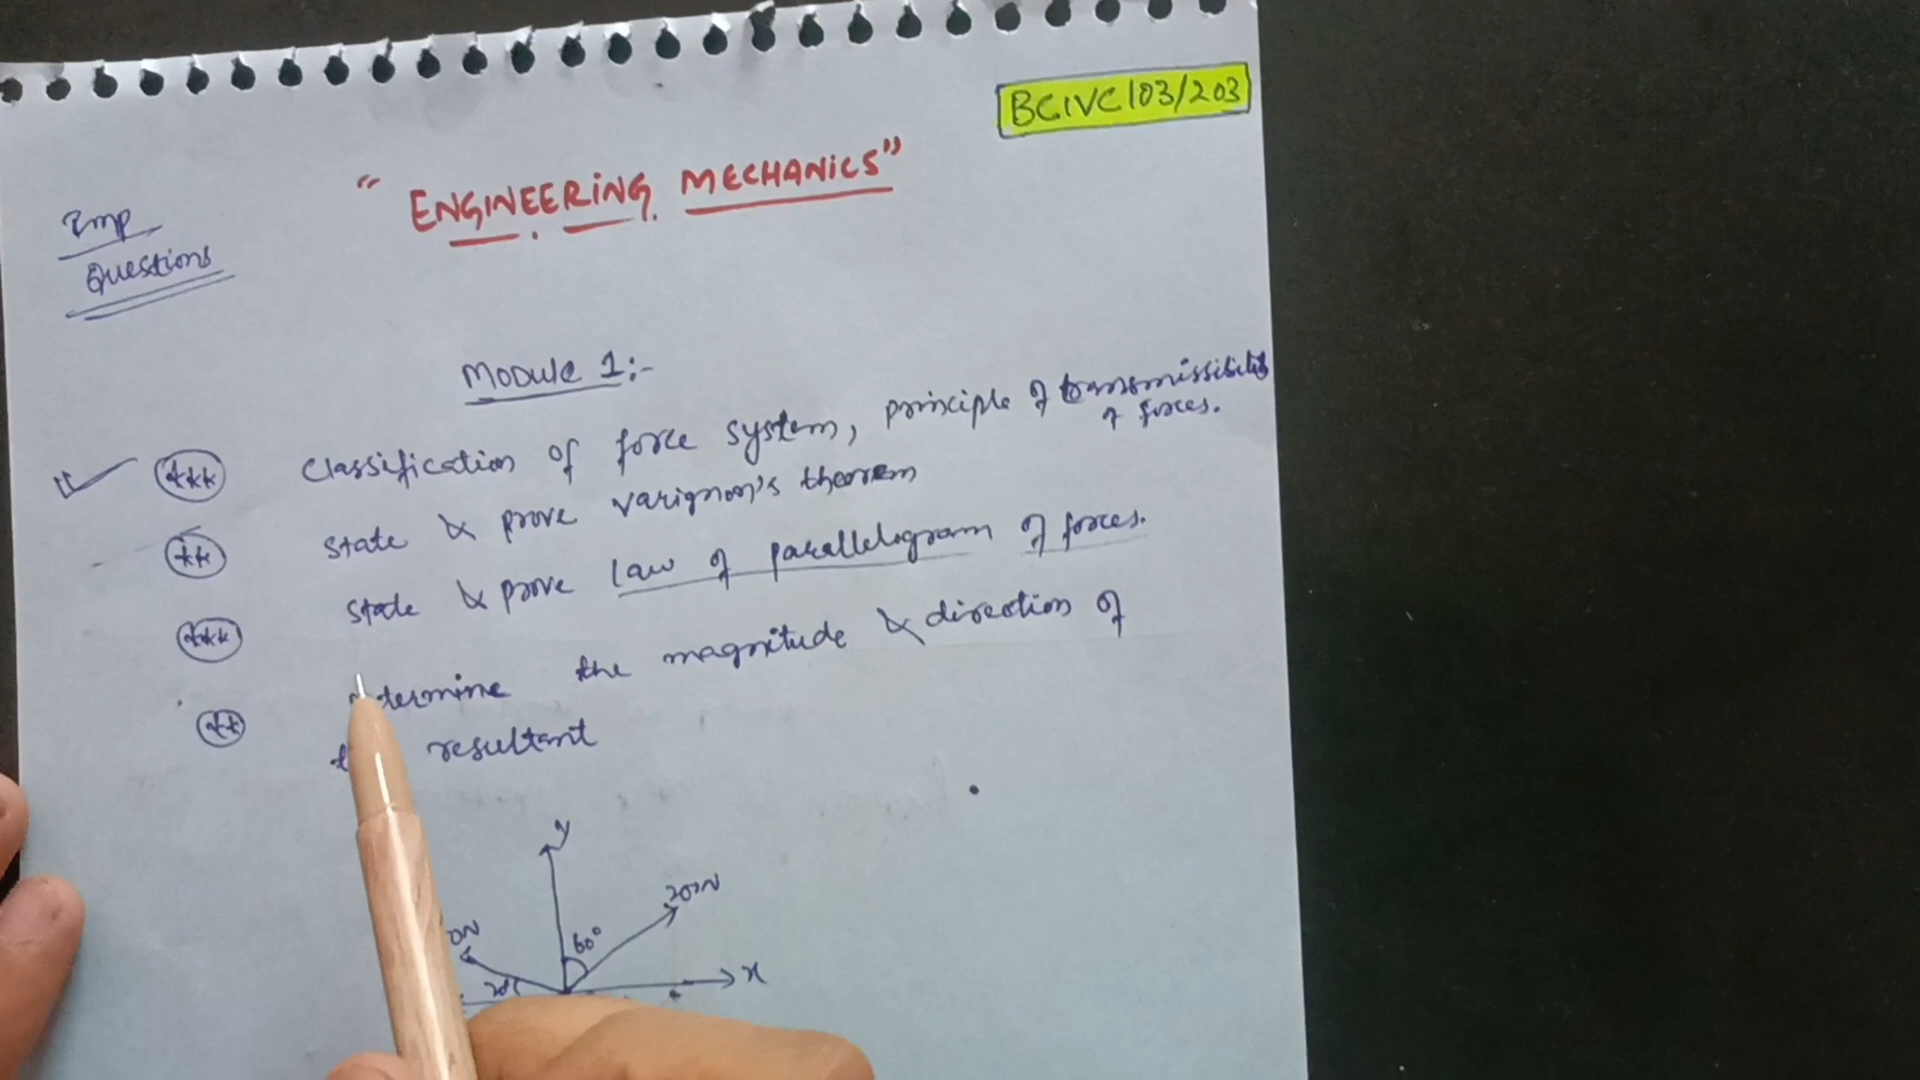 BCIVC103/203
"ENGINEERING MECHANICS"
Imp
Questions
Module 1:-
*** Classification of force system, principle of transmissibility
of forces.
** state & prove varignon's theorem
*** state & prove law of parallelogram of forces.
** the magnitude & direction of
resultant
y
200N
60°
x